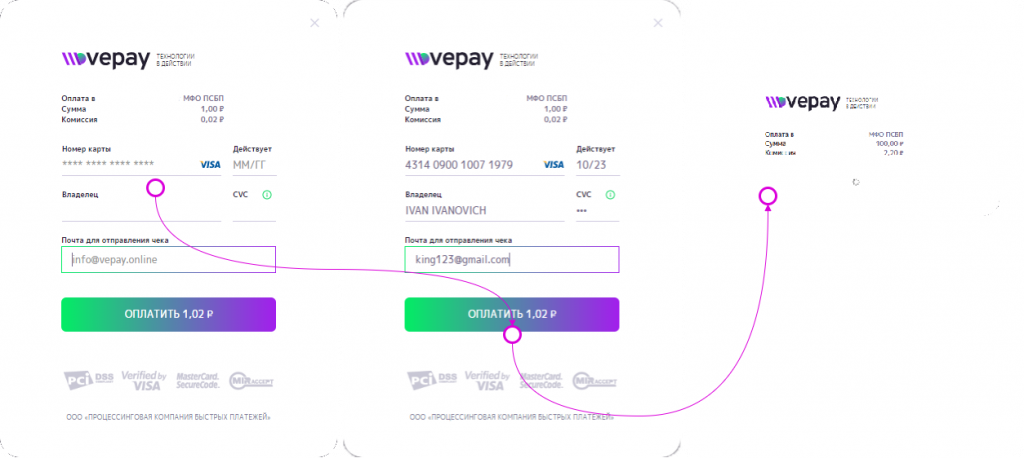 vepay ТЕХНОЛОГИИ
В ДЕЙСТВИИ
Оплата в МФО ПСБП
Сумма 1,00 ₽
Комиссия 0,02 ₽
Номер карты Действует
**** **** **** **** VISA ММ/ГГ
Владелец CVC
Почта для отправления чека
info@vepay.online
ОПЛАТИТЬ 1,02 ₽
PCI DSS Verified by VISA MasterCard. SecureCode. MIR ACCEPT
ООО «ПРОЦЕССИНГОВАЯ КОМПАНИЯ БЫСТРЫХ ПЛАТЕЖЕЙ»
vepay ТЕХНОЛОГИИ
В ДЕЙСТВИИ
Оплата в МФО ПСБП
Сумма 1,00 ₽
Комиссия 0,02 ₽
Номер карты Действует
4314 0900 1007 1979 VISA 10/23
Владелец CVC
IVAN IVANOVICH •••
Почта для отправления чека
king123@gmail.com
ОПЛАТИТЬ 1,02 ₽
PCI DSS Verified by VISA MasterCard. SecureCode. MIR ACCEPT
ООО «ПРОЦЕССИНГОВАЯ КОМПАНИЯ БЫСТРЫХ ПЛАТЕЖЕЙ»
vepay ТЕХНОЛОГИИ
В ДЕЙСТВИИ
Оплата в МФО ПСБП
Сумма 100,00 ₽
Комиссия 2,20 ₽